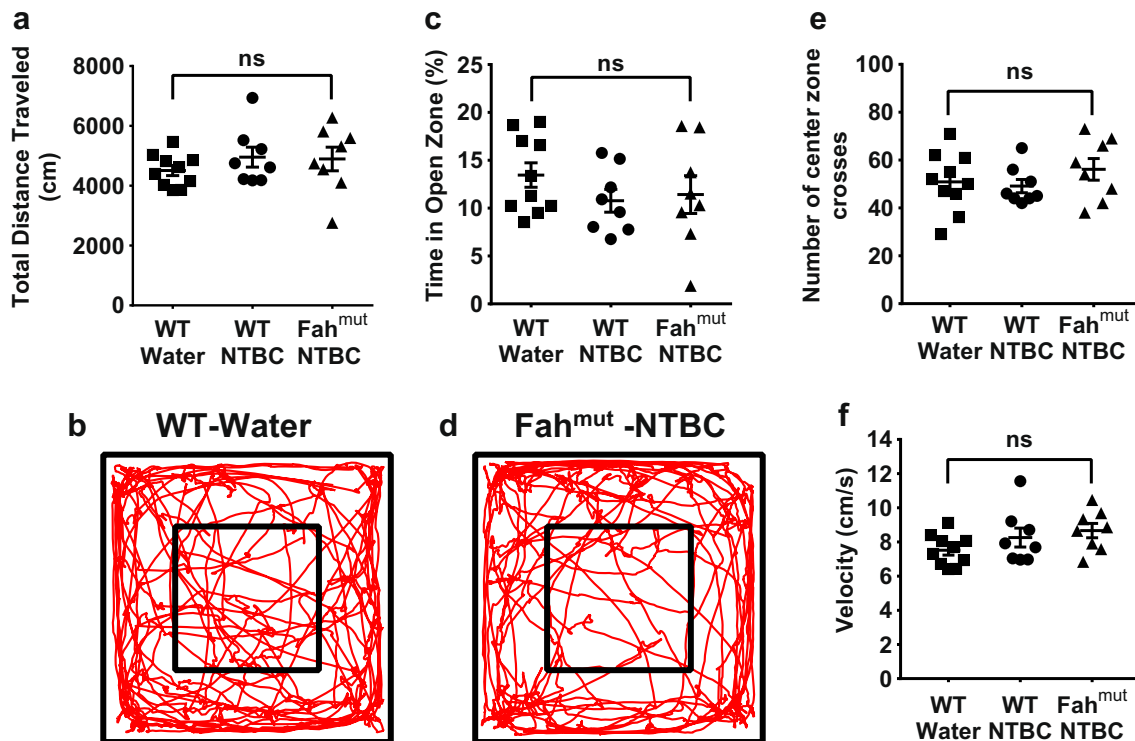 a
Total Distance Traveled
(cm)
8000
6000
4000
2000
0
ns
WT
Water
WT
NTBC
Fah^mut
NTBC
c
Time in Open Zone (%)
25
20
15
10
5
0
ns
WT
Water
WT
NTBC
Fah^mut
NTBC
e
Number of center zone
crosses
100
80
60
40
20
0
ns
WT
Water
WT
NTBC
Fah^mut
NTBC
b
WT-Water
d
Fah^mut -NTBC
f
Velocity (cm/s)
14
12
10
8
6
4
2
0
ns
WT
Water
WT
NTBC
Fah^mut
NTBC